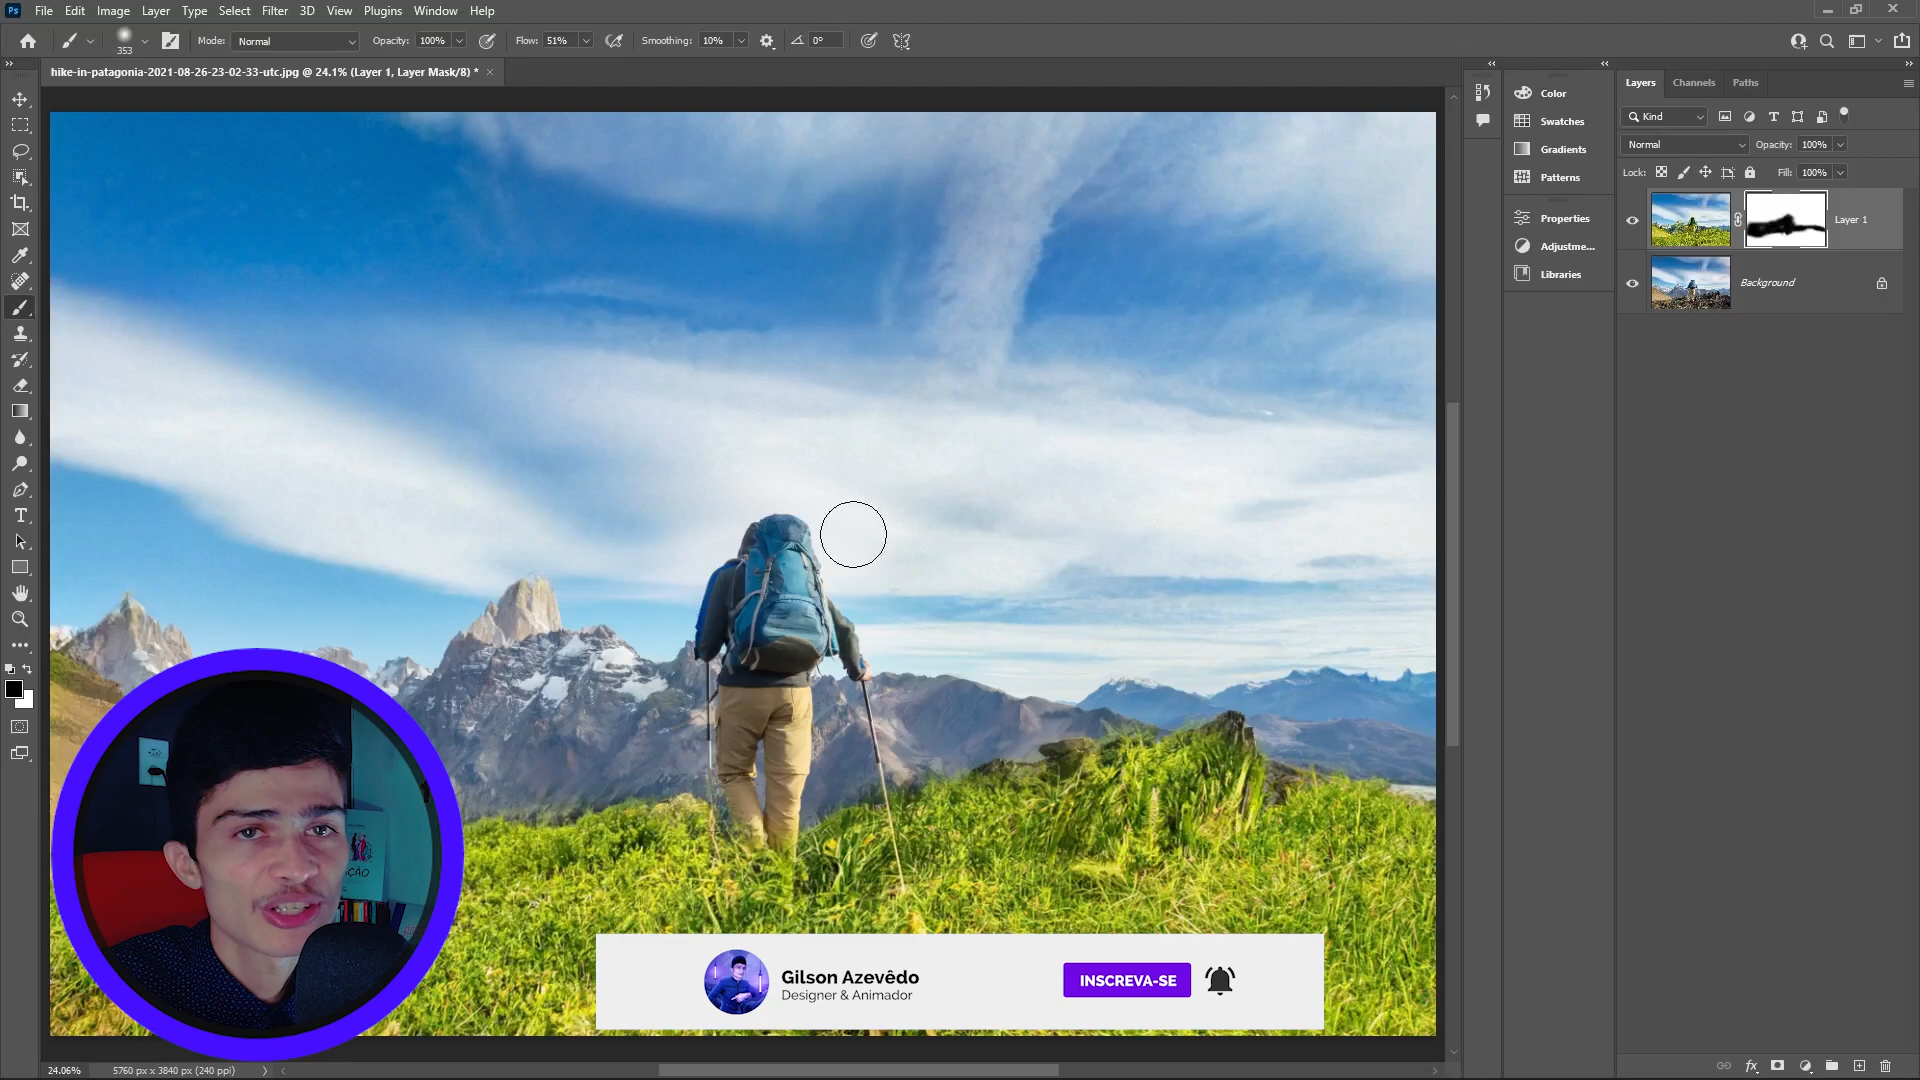 Ps File Edit Image Layer Type Select Filter 3D View Plugins Window Help
353 Mode: Normal Opacity: 100% Flow: 51% Smoothing: 10% 0°
hike-in-patagonia-2021-08-26-23-02-33-utc.jpg @ 24.1% (Layer 1, Layer Mask/8) *
Color
Swatches
Gradients
Patterns
Properties
Adjustme...
Libraries
Layers Channels Paths
Kind
Normal Opacity: 100%
Lock: Fill: 100%
Layer 1
Background
Gilson Azevêdo
Designer & Animador
INSCREVA-SE
24.06% 5760 px x 3840 px (240 ppi)